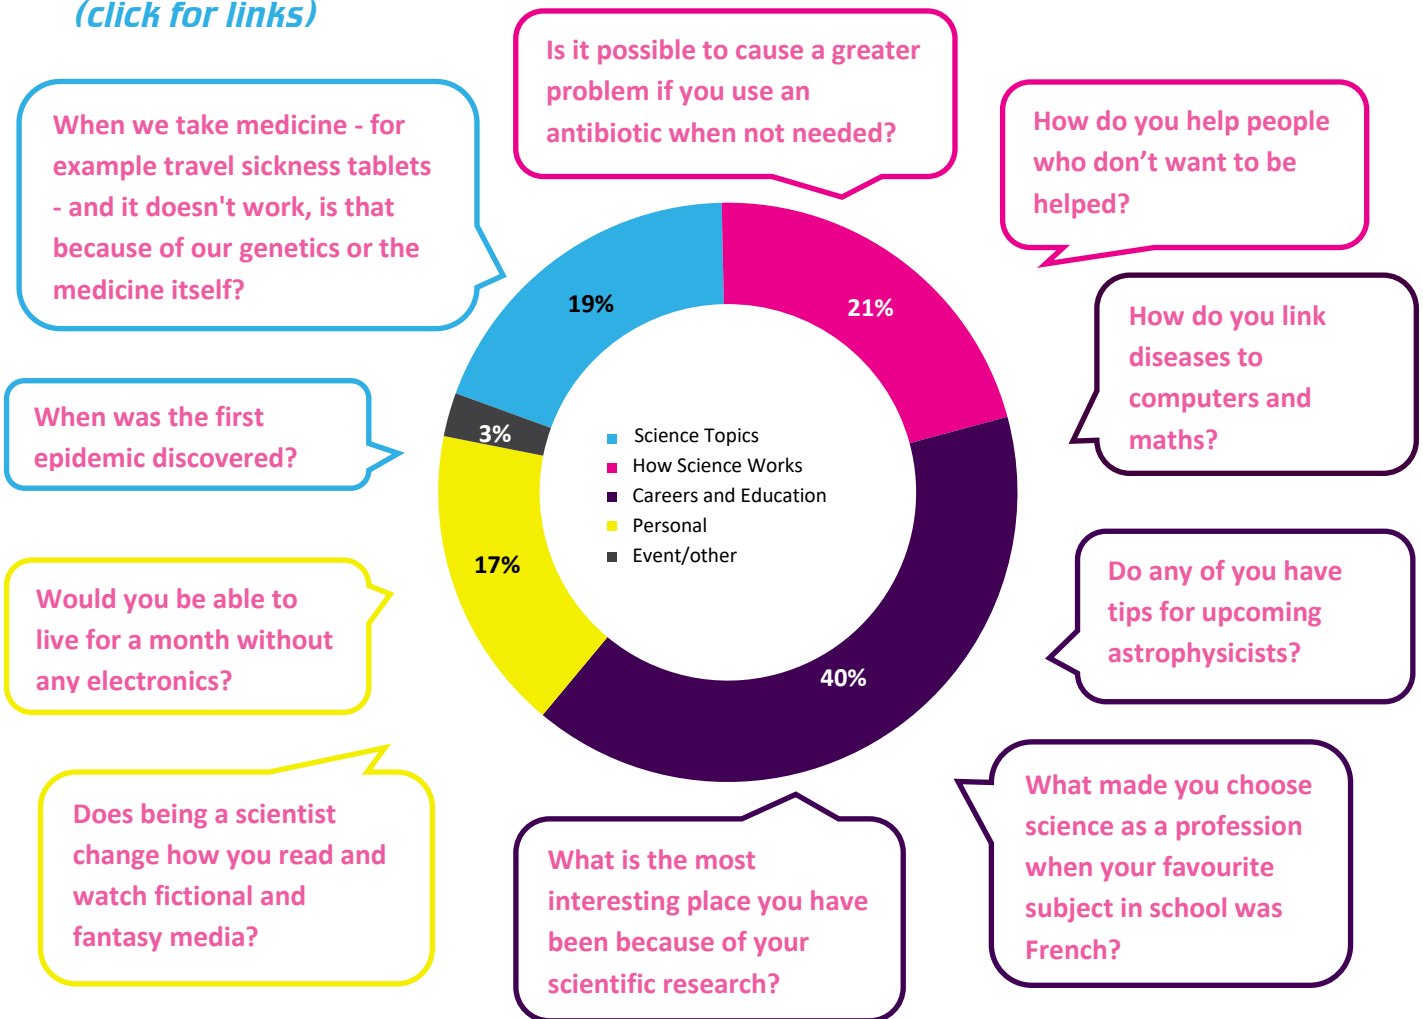 (click for links)
Is it possible to cause a greater
problem if you use an
antibiotic when not needed?
When we take medicine - for
example travel sickness tablets
- and it doesn't work, is that
because of our genetics or the
medicine itself?
How do you help people
who don’t want to be
helped?
19%
21%
How do you link
diseases to
computers and
maths?
When was the first
epidemic discovered?
3%
Science Topics
How Science Works
Careers and Education
Personal
Event/other
17%
40%
Would you be able to
live for a month without
any electronics?
Do any of you have
tips for upcoming
astrophysicists?
Does being a scientist
change how you read and
watch fictional and
fantasy media?
What is the most
interesting place you have
been because of your
scientific research?
What made you choose
science as a profession
when your favourite
subject in school was
French?